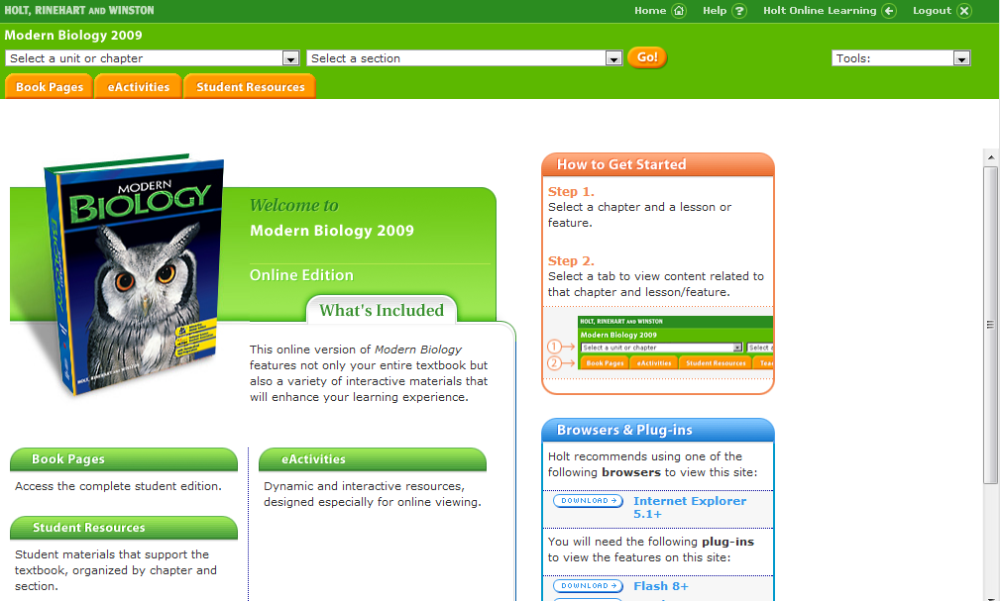 HOLT, RINEHART AND WINSTON
Home
Help
Holt Online Learning
Logout
Modern Biology 2009
Select a unit or chapter
Select a section
Go!
Tools:
Book Pages
eActivities
Student Resources
MODERN
BIOLOGY
HOLT, RINEHART AND WINSTON
Welcome to
Modern Biology 2009
Online Edition
What's Included
This online version of Modern Biology
features not only your entire textbook but
also a variety of interactive materials that
will enhance your learning experience.
Book Pages
Access the complete student edition.
Student Resources
Student materials that support the
textbook, organized by chapter and
section.
eActivities
Dynamic and interactive resources,
designed especially for online viewing.
How to Get Started
Step 1.
Select a chapter and a lesson or
feature.
Step 2.
Select a tab to view content related to
that chapter and lesson/feature.
HOLT, RINEHART AND WINSTON
Modern Biology 2009
1
Select a unit or chapter
Select a
2
Book Pages
eActivities
Student Resources
Tea
Browsers & Plug-ins
Holt recommends using one of the
following browsers to view this site:
DOWNLOAD
Internet Explorer
5.1+
You will need the following plug-ins
to view the features on this site:
DOWNLOAD
Flash 8+